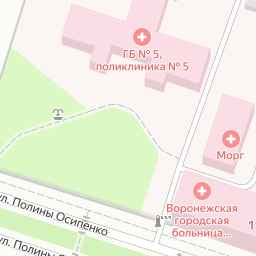 ГБ № 5,
поликлиника № 5
Морг
Воронежская
городская
больница...
ул. Полины Осипенко
ул. Полины